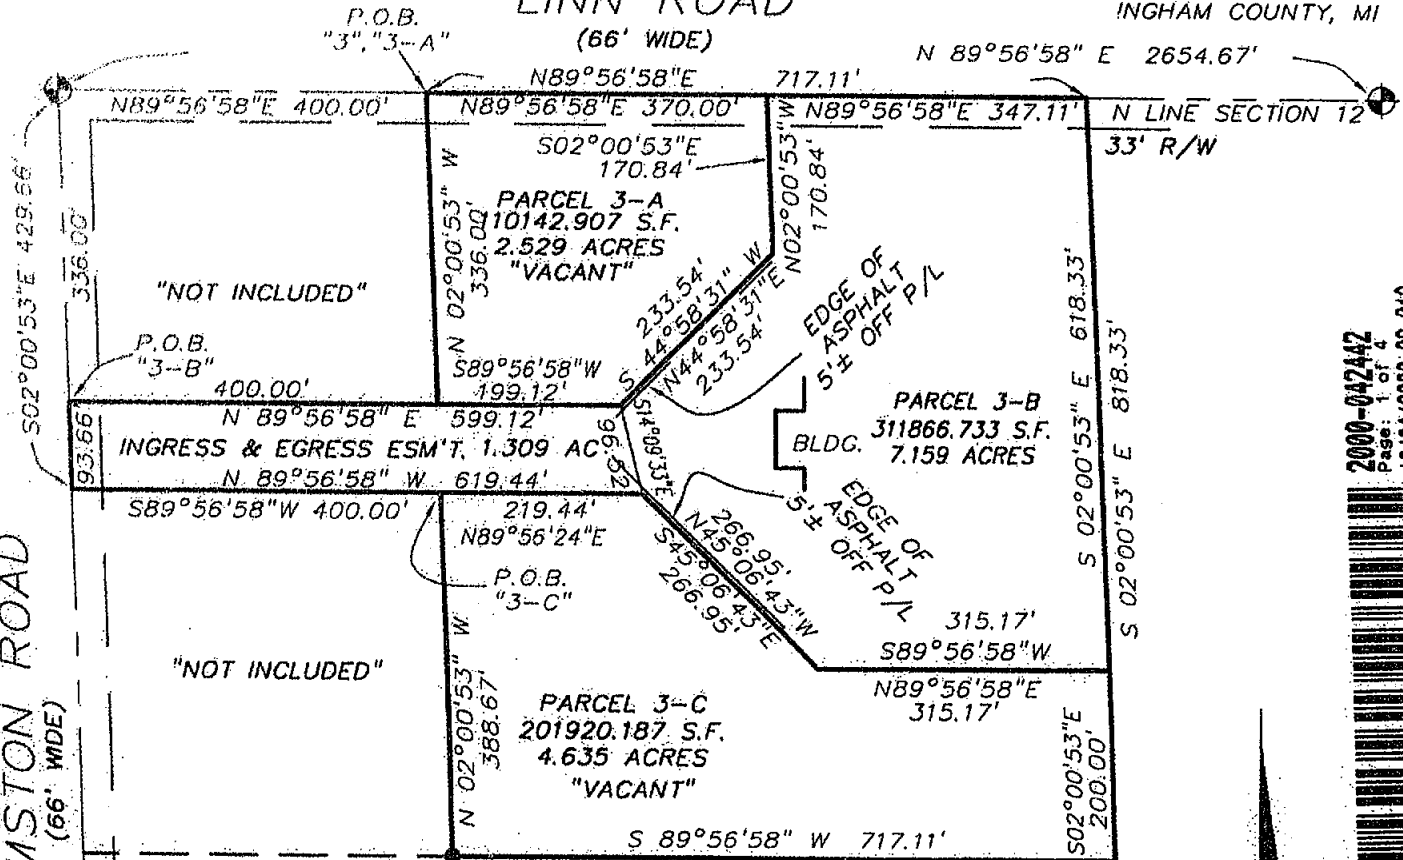 LINN ROAD
(66' WIDE)
INGHAM COUNTY, MI
P.O.B.
"3", "3-A"
N 89°56'58" E 2654.67'
N89°56'58"E 717.11'
N89°56'58"E 400.00'
N89°56'58"E 370.00'
N89°56'58"E 347.11'
N LINE SECTION 12
33' R/W
S02°00'53"E
170.84'
N02°00'53"W
170.84'
S02°00'53"E 429.66'
336.00'
N 02°00'53" W
336.00'
PARCEL 3-A
110142.907 S.F.
2.529 ACRES
"VACANT"
"NOT INCLUDED"
233.54'
S 44°58'31" W
N44°58'31"E
233.54'
EDGE OF
ASPHALT
5'± OFF P/L
S 02°00'53" E 618.33'
S 02°00'53" E 818.33'
P.O.B.
"3-B"
400.00'
S89°56'58"W
199.12'
N 89°56'58" E 599.12'
INGRESS & EGRESS ESM'T. 1.309 AC
N 89°56'58" W 619.44'
93.66'
S14°09'33"E
96.52
BLDG.
PARCEL 3-B
311866.733 S.F.
7.159 ACRES
S89°56'58"W 400.00'
219.44'
N89°56'24"E
P.O.B.
"3-C"
EDGE OF
ASPHALT
5'± OFF P/L
266.95'
N45°06'43"W
S45°06'43"E
266.95'
315.17'
S89°56'58"W
N89°56'58"E
315.17'
"NOT INCLUDED"
N 02°00'53" W
388.67'
PARCEL 3-C
201920.187 S.F.
4.635 ACRES
"VACANT"
S02°00'53"E
200.00'
S 89°56'58" W 717.11'
MSTON ROAD
(66' WIDE)
2000-042442
Page: 1 of 4